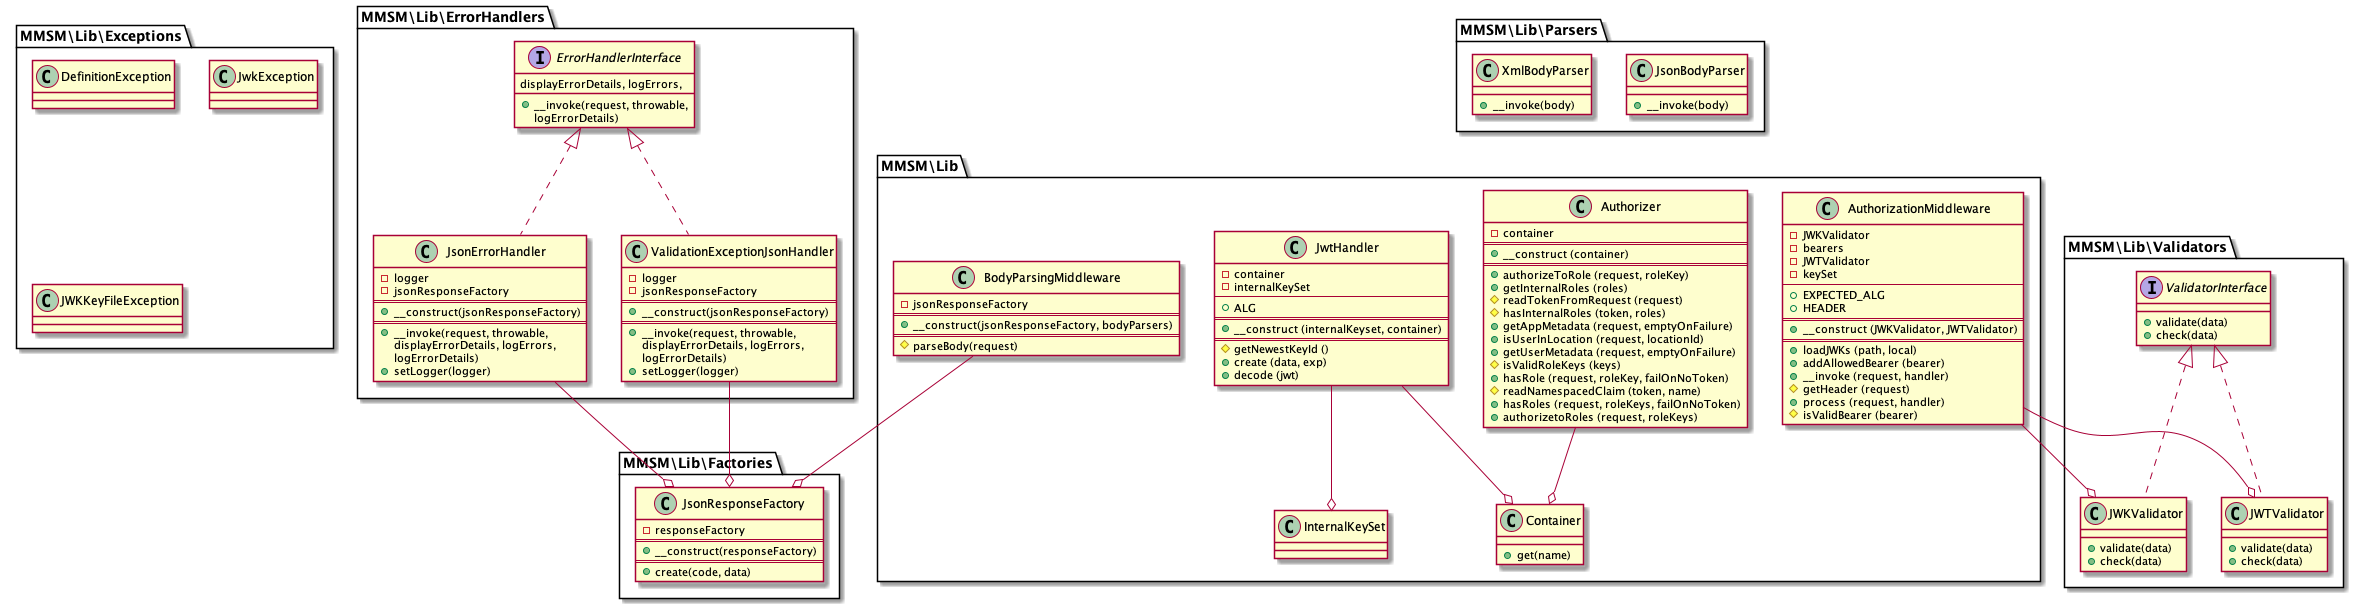 MMSM\Lib\Exceptions
C DefinitionException
C JwkException
C JWKKeyFileException
MMSM\Lib\ErrorHandlers
I ErrorHandlerInterface
displayErrorDetails, logErrors,
__invoke(request, throwable,
logErrorDetails)
C JsonErrorHandler
logger
jsonResponseFactory
__construct(jsonResponseFactory)
__invoke(request, throwable,
displayErrorDetails, logErrors,
logErrorDetails)
setLogger(logger)
C ValidationExceptionJsonHandler
logger
jsonResponseFactory
__construct(jsonResponseFactory)
__invoke(request, throwable,
displayErrorDetails, logErrors,
logErrorDetails)
setLogger(logger)
MMSM\Lib\Factories
C JsonResponseFactory
responseFactory
__construct(responseFactory)
create(code, data)
MMSM\Lib\Parsers
C XmlBodyParser
__invoke(body)
C JsonBodyParser
__invoke(body)
MMSM\Lib
C BodyParsingMiddleware
jsonResponseFactory
__construct(jsonResponseFactory, bodyParsers)
parseBody(request)
C JwtHandler
container
internalKeySet
ALG
__construct (internalKeyset, container)
getNewestKeyId ()
create (data, exp)
decode (jwt)
C Authorizer
container
__construct (container)
authorizeToRole (request, roleKey)
getInternalRoles (roles)
readTokenFromRequest (request)
hasInternalRoles (token, roles)
getAppMetadata (request, emptyOnFailure)
isUserInLocation (request, locationId)
getUserMetadata (request, emptyOnFailure)
isValidRoleKeys (keys)
hasRole (request, roleKey, failOnNoToken)
readNamespacedClaim (token, name)
hasRoles (request, roleKeys, failOnNoToken)
authorizetoRoles (request, roleKeys)
C AuthorizationMiddleware
JWKValidator
bearers
JWTValidator
keySet
EXPECTED_ALG
HEADER
__construct (JWKValidator, JWTValidator)
loadJWKs (path, local)
addAllowedBearer (bearer)
__invoke (request, handler)
getHeader (request)
process (request, handler)
isValidBearer (bearer)
C InternalKeySet
C Container
get(name)
MMSM\Lib\Validators
I ValidatorInterface
validate(data)
check(data)
C JWKValidator
validate(data)
check(data)
C JWTValidator
validate(data)
check(data)